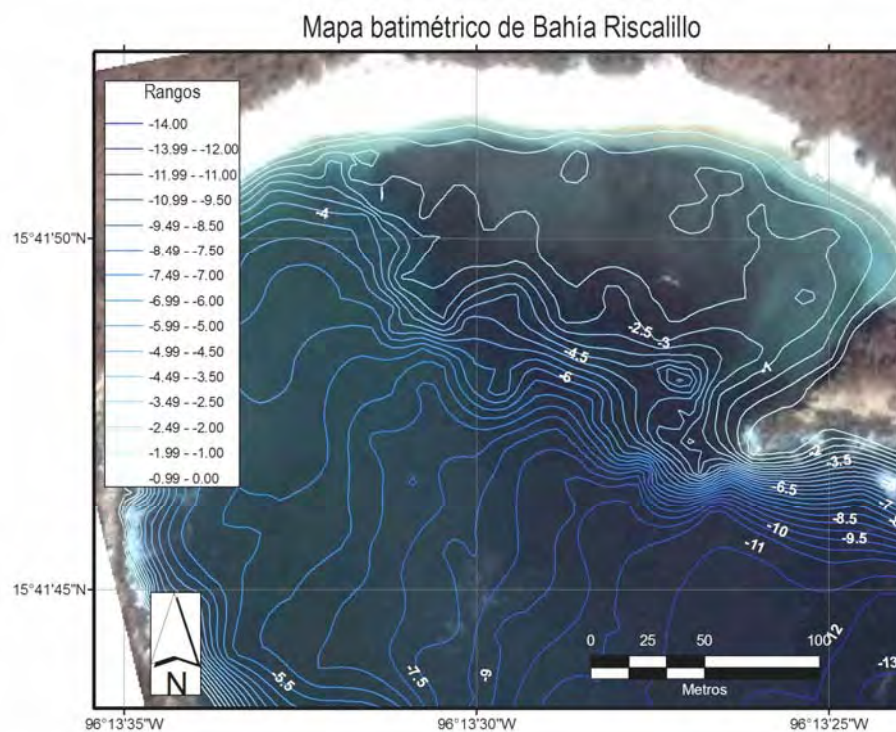 Mapa batimétrico de Bahía Riscalillo
Rangos
-14.00
-13.99 - -12.00
-11.99 - -11.00
-10.99 - -9.50
-9.49 - -8.50
-8.49 - -7.50
-7.49 - -7.00
-6.99 - -6.00
-5.99 - -5.00
-4.99 - -4.50
-4.49 - -3.50
-3.49 - -2.50
-2.49 - -2.00
-1.99 - -1.00
-0.99 - 0.00
15°41'50"N
15°41'45"N
-4
-2.5
-3
-4.5
-6
-2
-3.5
-6.5
-7
-8.5
-10
-9.5
-11
-12
-13
-5.5
-7.5
-9
N
0 25 50 100
Metros
96°13'35"W 96°13'30"W 96°13'25"W